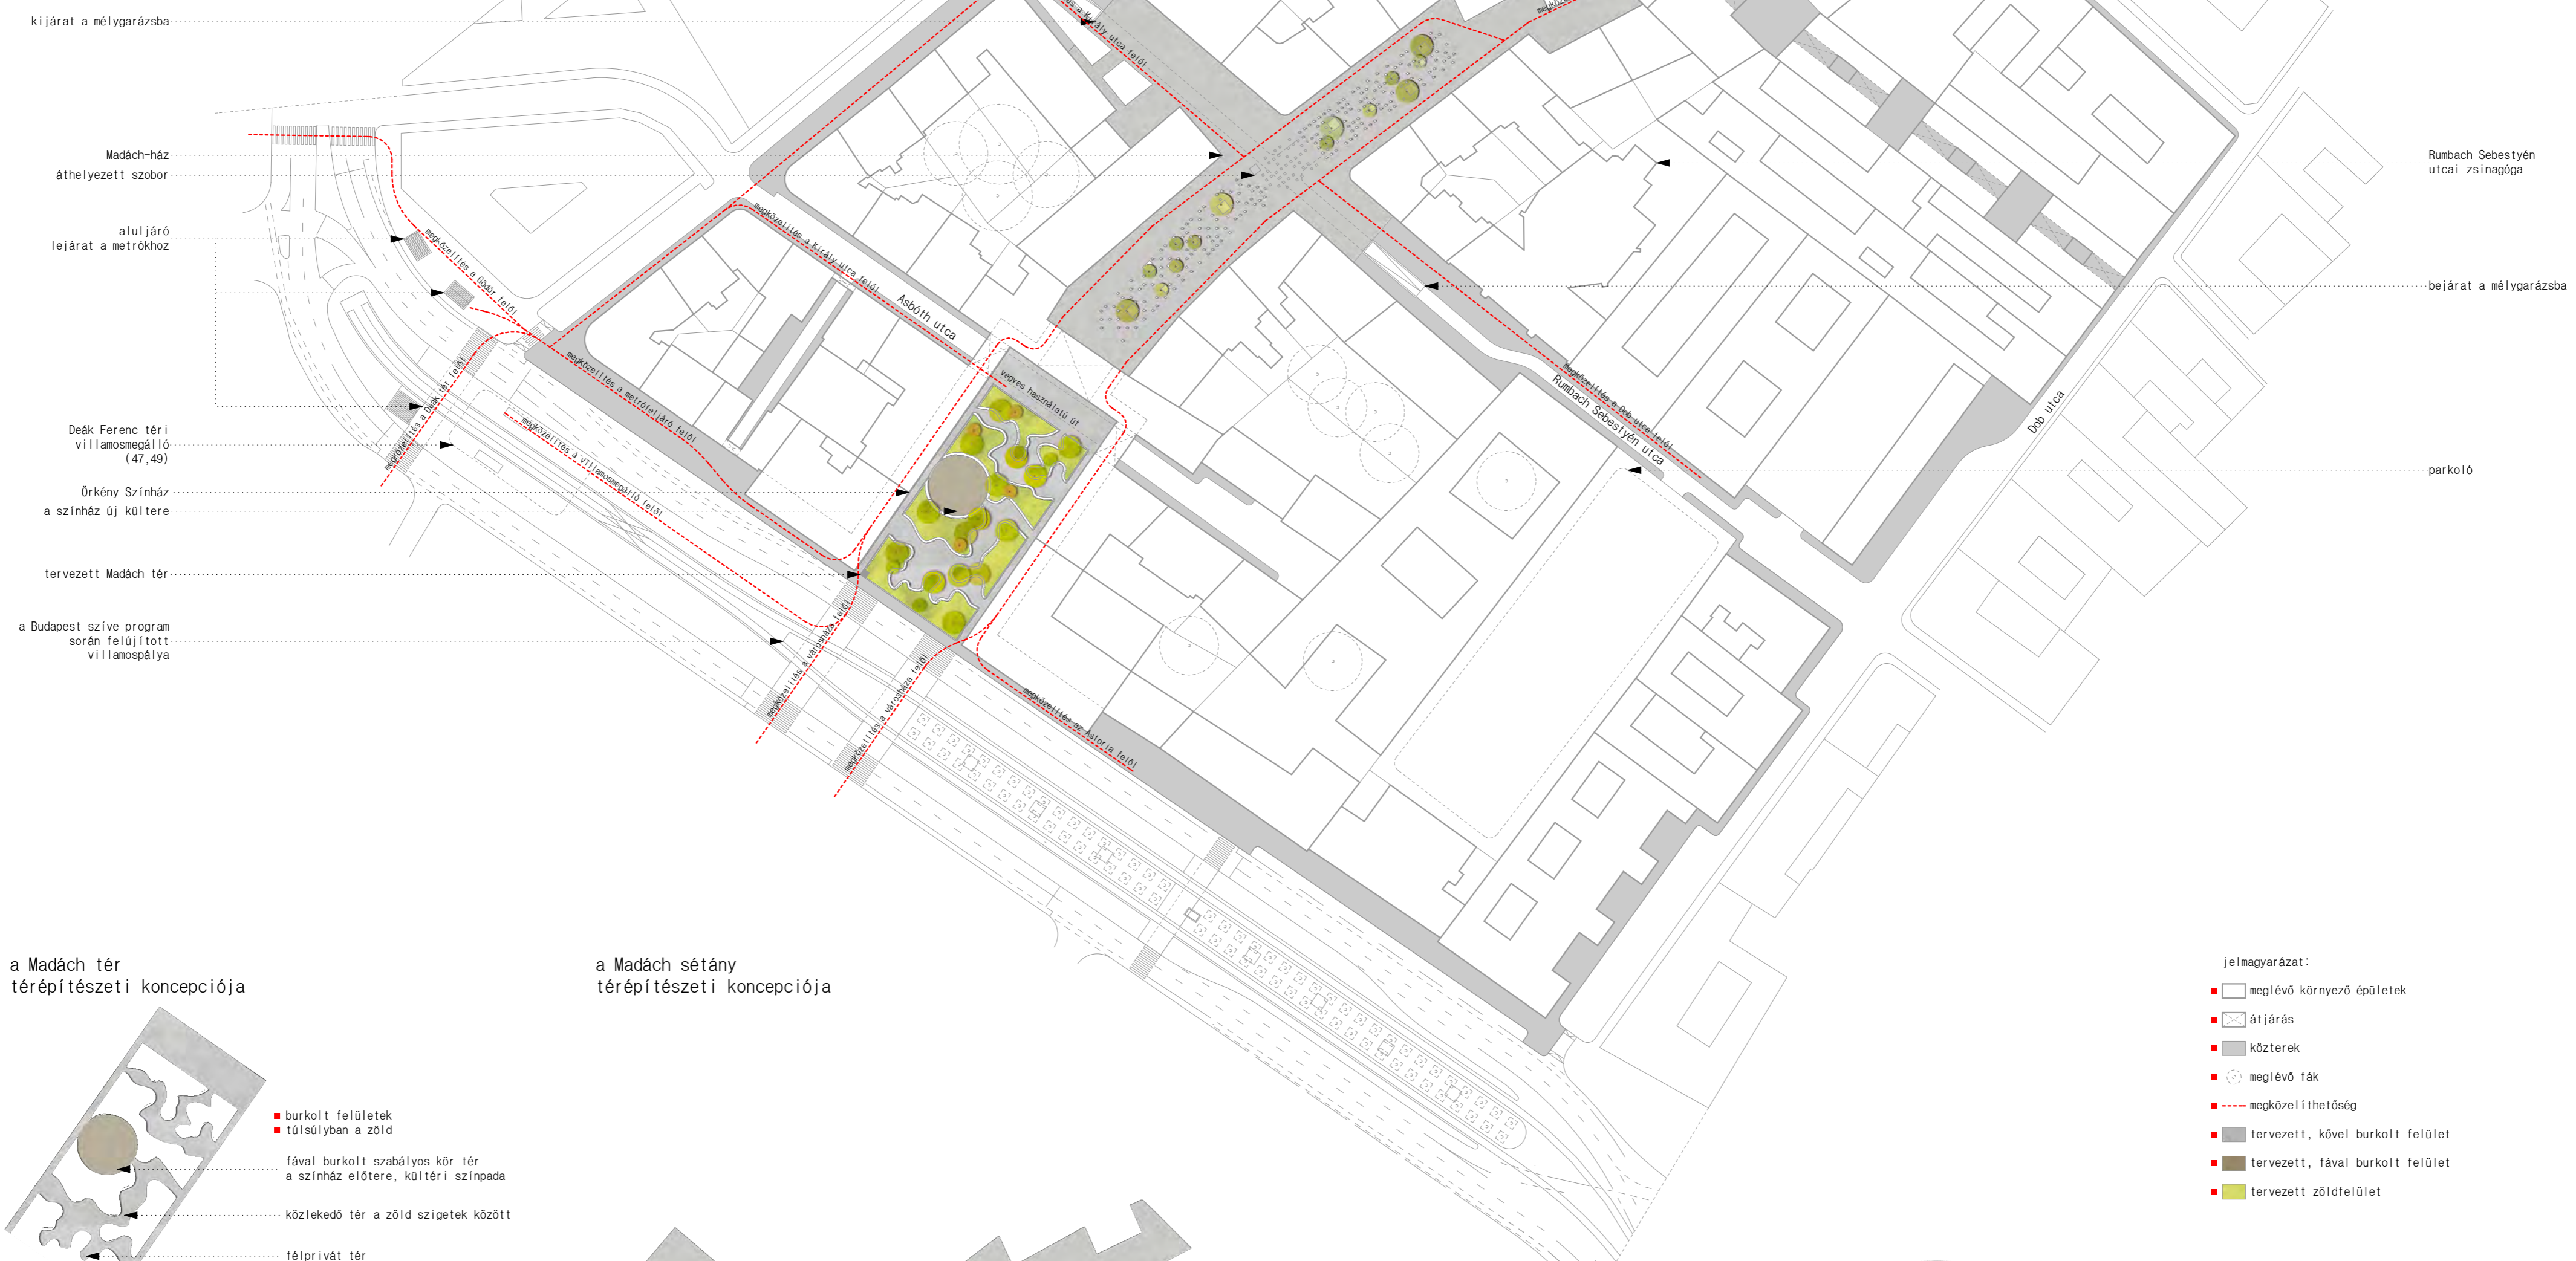 kijárat a mélygarázsba
Madách-ház
áthelyezett szobor
aluljáró
lejárat a metrókhoz
Deák Ferenc téri
villamosmegálló
(47,49)
Örkény Színház
a színház új kültere
tervezett Madách tér
a Budapest szíve program
során felújított
villamospálya
Rumbach Sebestyén
utcai zsinagóga
bejárat a mélygarázsba
parkoló
a Király utca felől
megközelítés a Gödör felől
megközelítés a Király utca felől
Asbóth utca
megközelítés a Deák tér felől
megközelítés a metrófeljáró felől
megközelítés a villamosmegálló felől
vegyes használatú út
megközelítés a Dob utca felől
Rumbach Sebestyén utca
Dob utca
megközelítés a városháza felől
megközelítés a városháza felől
megközelítés az Astoria felől
a Madách tér
térépítészeti koncepciója
burkolt felületek
túlsúlyban a zöld
fával burkolt szabályos kör tér
a színház előtere, kültéri színpada
közlekedő tér a zöld szigetek között
félprivát tér
a Madách sétány
térépítészeti koncepciója
jelmagyarázat:
meglévő környező épületek
átjárás
közterek
meglévő fák
megközelíthetőség
tervezett, kővel burkolt felület
tervezett, fával burkolt felület
tervezett zöldfelület